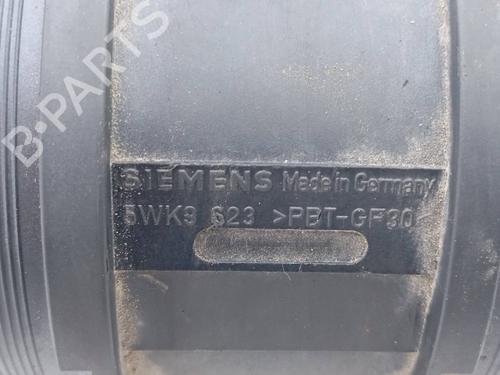 B-PARTS
SIEMENS Made in Germany
5WK9 623 >PBT-GF30